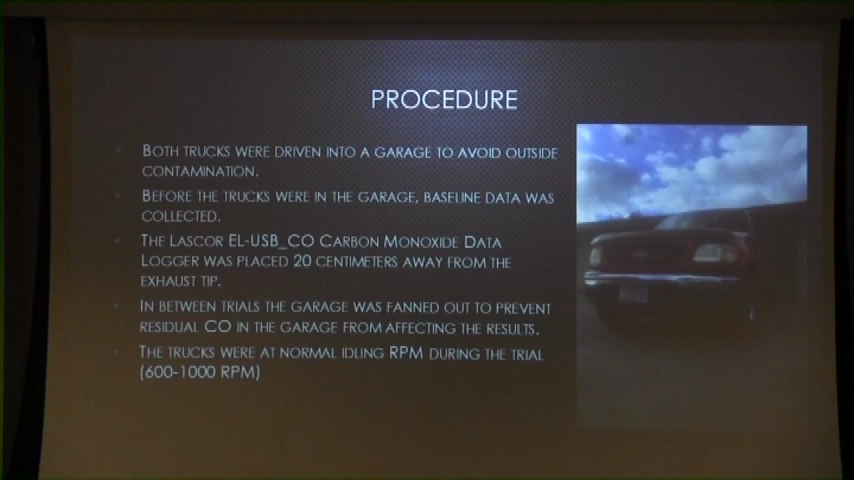 PROCEDURE
BOTH TRUCKS WERE DRIVEN INTO A GARAGE TO AVOID OUTSIDE
CONTAMINATION.
BEFORE THE TRUCKS WERE IN THE GARAGE, BASELINE DATA WAS
COLLECTED.
THE LASCOR EL-USB_CO CARBON MONOXIDE DATA
LOGGER WAS PLACED 20 CENTIMETERS AWAY FROM THE
EXHAUST TIP.
IN BETWEEN TRIALS THE GARAGE WAS FANNED OUT TO PREVENT
RESIDUAL CO IN THE GARAGE FROM AFFECTING THE RESULTS.
THE TRUCKS WERE AT NORMAL IDLING RPM DURING THE TRIAL
(600-1000 RPM)